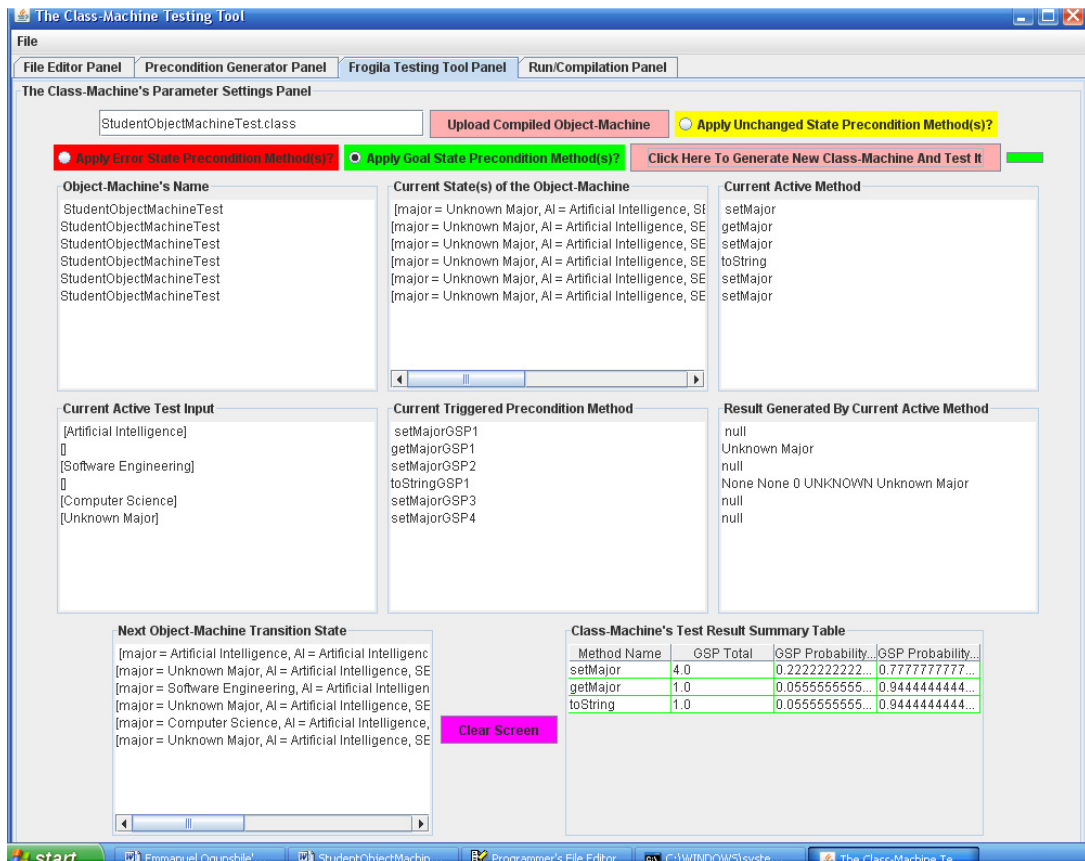 The Class-Machine Testing Tool
File
File Editor Panel
Precondition Generator Panel
Frogila Testing Tool Panel
Run/Compilation Panel
The Class-Machine's Parameter Settings Panel
StudentObjectMachineTest.class
Upload Compiled Object-Machine
Apply Unchanged State Precondition Method(s)?
Apply Error State Precondition Method(s)?
Apply Goal State Precondition Method(s)?
Click Here To Generate New Class-Machine And Test It
Object-Machine's Name
StudentObjectMachineTest
StudentObjectMachineTest
StudentObjectMachineTest
StudentObjectMachineTest
StudentObjectMachineTest
StudentObjectMachineTest
Current State(s) of the Object-Machine
[major = Unknown Major, AI = Artificial Intelligence, SE
[major = Unknown Major, AI = Artificial Intelligence, SE
[major = Unknown Major, AI = Artificial Intelligence, SE
[major = Unknown Major, AI = Artificial Intelligence, SE
[major = Unknown Major, AI = Artificial Intelligence, SE
[major = Unknown Major, AI = Artificial Intelligence, SE
Current Active Method
setMajor
getMajor
setMajor
toString
setMajor
setMajor
Current Active Test Input
[Artificial Intelligence]
[]
[Software Engineering]
[]
[Computer Science]
[Unknown Major]
Current Triggered Precondition Method
setMajorGSP1
getMajorGSP1
setMajorGSP2
toStringGSP1
setMajorGSP3
setMajorGSP4
Result Generated By Current Active Method
null
Unknown Major
null
None None 0 UNKNOWN Unknown Major
null
null
Next Object-Machine Transition State
[major = Artificial Intelligence, AI = Artificial Intelligenc
[major = Unknown Major, AI = Artificial Intelligence, SE
[major = Software Engineering, AI = Artificial Intelligen
[major = Unknown Major, AI = Artificial Intelligence, SE
[major = Computer Science, AI = Artificial Intelligence,
[major = Unknown Major, AI = Artificial Intelligence, SE
Clear Screen
Class-Machine's Test Result Summary Table
Method Name GSP Total GSP Probability... GSP Probability...
setMajor 4.0 0.2222222222... 0.7777777777...
getMajor 1.0 0.0555555555... 0.9444444444...
toString 1.0 0.0555555555... 0.9444444444...
start
Emmanuel Ogunshile'...
StudentObjectMachin...
Programmer's File Editor
C:\WINDOWS\syste...
The Class-Machine Te...